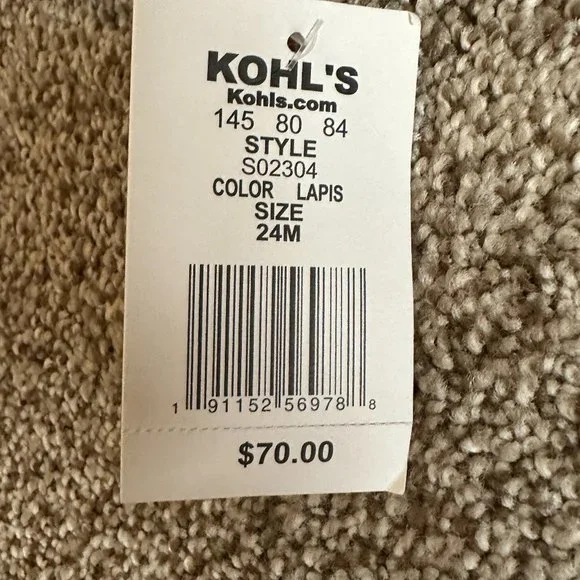 KOHL'S
Kohls.com
145 80 84
STYLE
S02304
COLOR LAPIS
SIZE
24M
1 91152 56978 8
$70.00